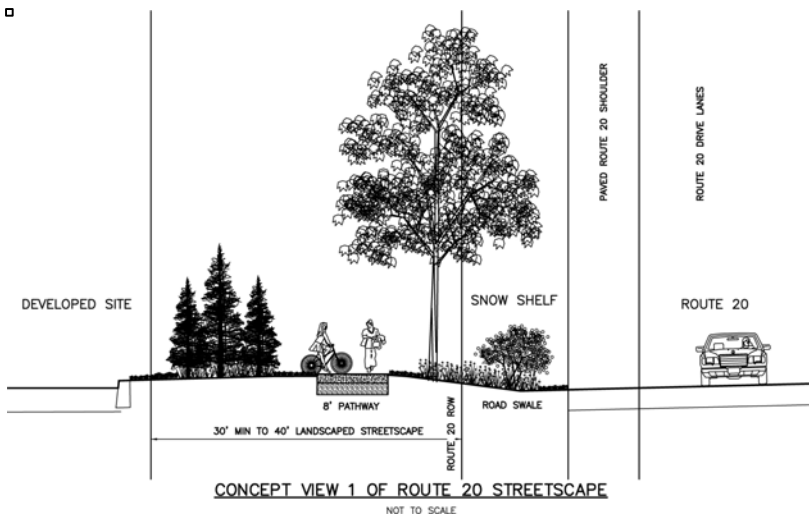 PAVED ROUTE 20 SHOULDER
ROUTE 20 DRIVE LANES
DEVELOPED SITE
SNOW SHELF
ROUTE 20
8' PATHWAY
ROAD SWALE
30' MIN TO 40' LANDSCAPED STREETSCAPE
ROUTE 20 ROW
CONCEPT VIEW 1 OF ROUTE 20 STREETSCAPE
NOT TO SCALE